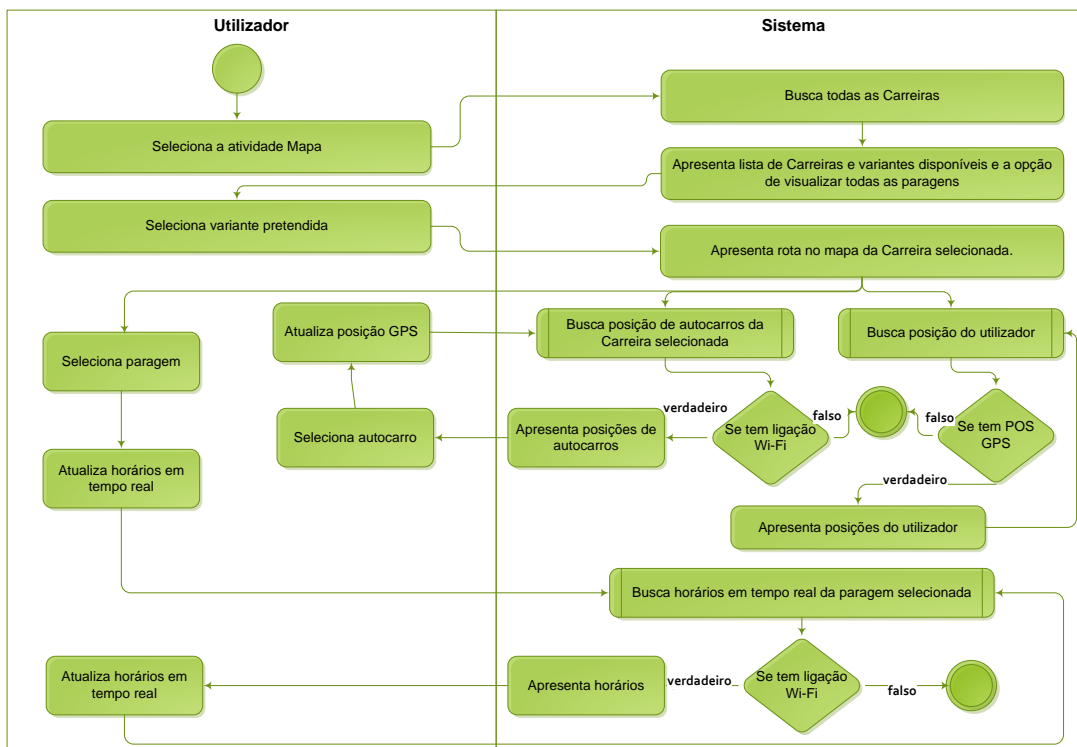 Utilizador
Sistema
Busca todas as Carreiras
Seleciona a atividade Mapa
Apresenta lista de Carreiras e variantes disponíveis e a opção
de visualizar todas as paragens
Seleciona variante pretendida
Apresenta rota no mapa da Carreira selecionada.
Atualiza posição GPS
Busca posição de autocarros da
Carreira selecionada
Busca posição do utilizador
Seleciona paragem
verdadeiro
falso
falso
Seleciona autocarro
Apresenta posições de
autocarros
Se tem ligação
Wi-Fi
Se tem POS
GPS
Atualiza horários em
tempo real
verdadeiro
Apresenta posições do utilizador
Busca horários em tempo real da paragem selecionada
Atualiza horários em
tempo real
Apresenta horários
verdadeiro
Se tem ligação
Wi-Fi
falso